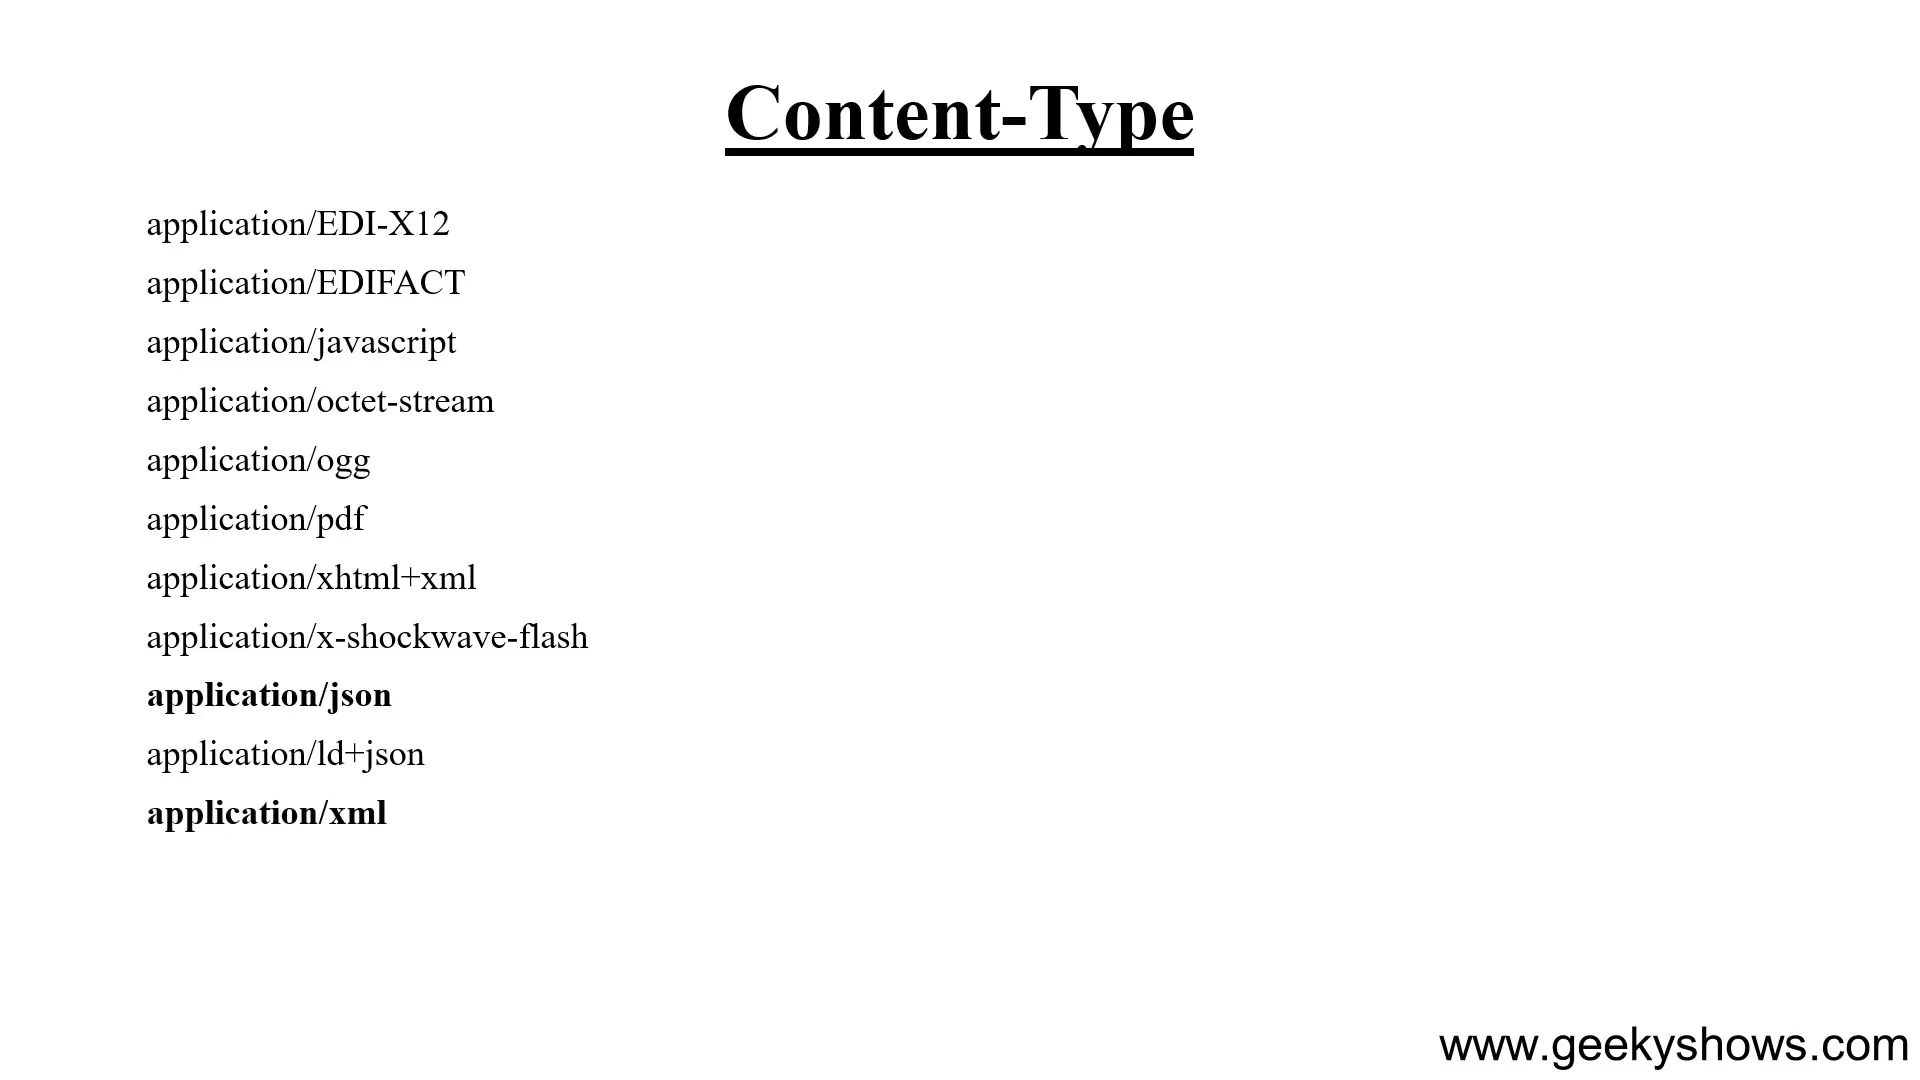 Content-Type
application/EDI-X12
application/EDIFACT
application/javascript
application/octet-stream
application/ogg
application/pdf
application/xhtml+xml
application/x-shockwave-flash
application/json
application/ld+json
application/xml
www.geekyshows.com